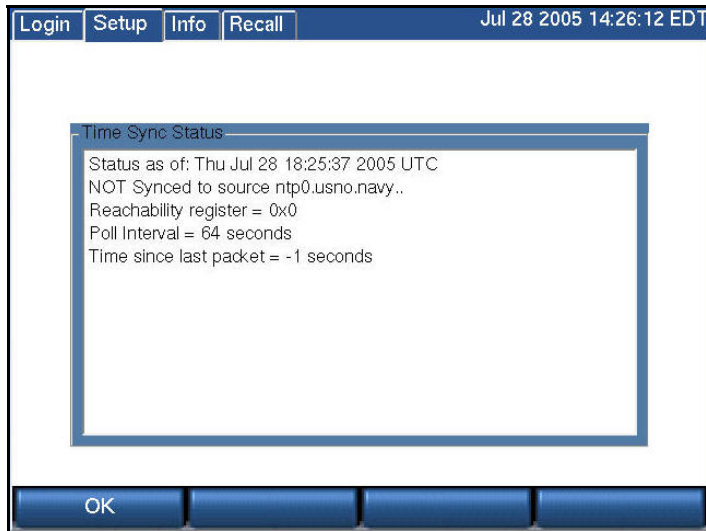 Login Setup Info Recall Jul 28 2005 14:26:12 EDT
Time Sync Status
Status as of: Thu Jul 28 18:25:37 2005 UTC
NOT Synced to source ntp0.usno.navy..
Reachability register = 0x0
Poll Interval = 64 seconds
Time since last packet = -1 seconds
OK